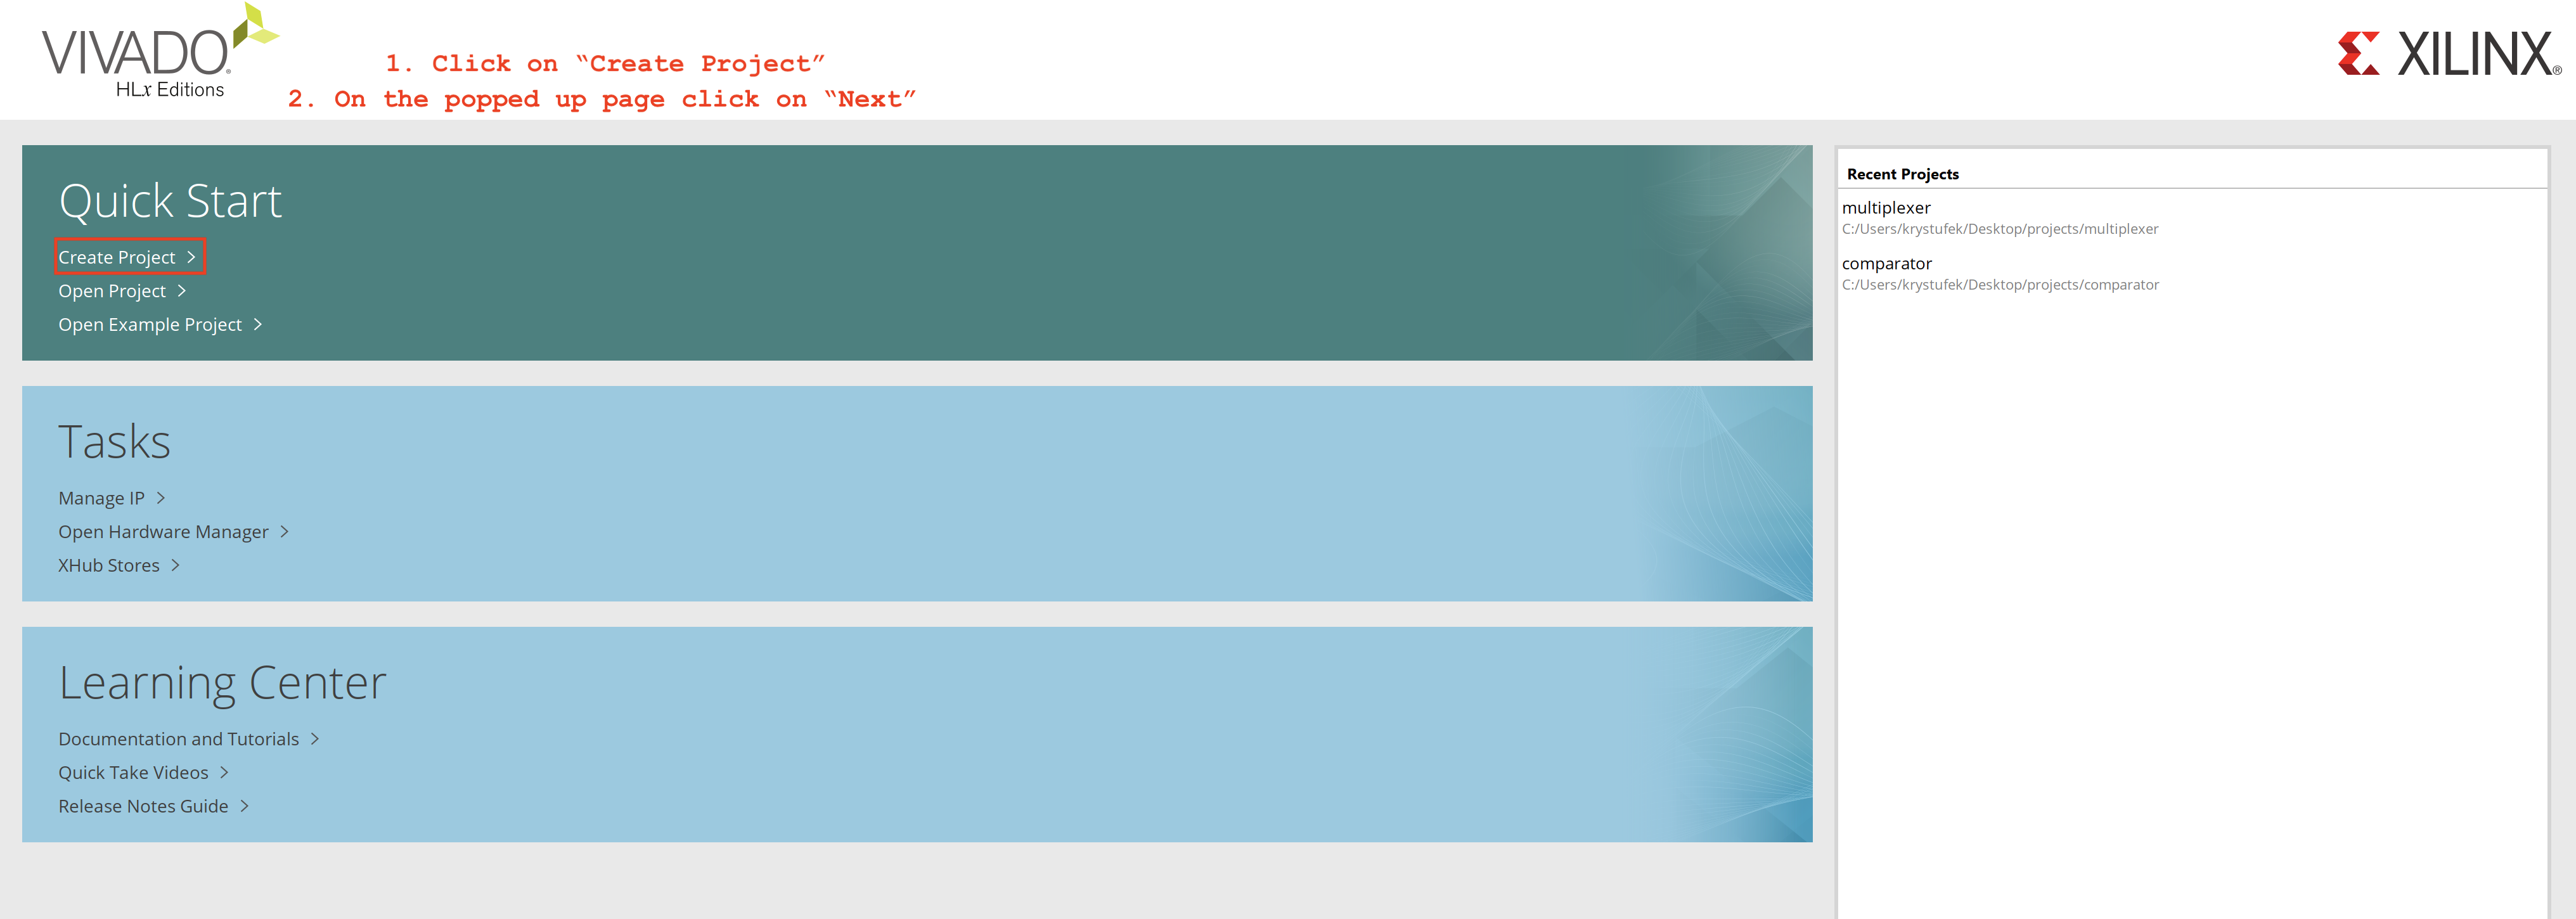 VIVADO®
HLx Editions
1. Click on “Create Project”
2. On the popped up page click on “Next”
XILINX®
Quick Start
Create Project >
Open Project >
Open Example Project >
Tasks
Manage IP >
Open Hardware Manager >
XHub Stores >
Learning Center
Documentation and Tutorials >
Quick Take Videos >
Release Notes Guide >
Recent Projects
multiplexer
C:/Users/krystufek/Desktop/projects/multiplexer
comparator
C:/Users/krystufek/Desktop/projects/comparator